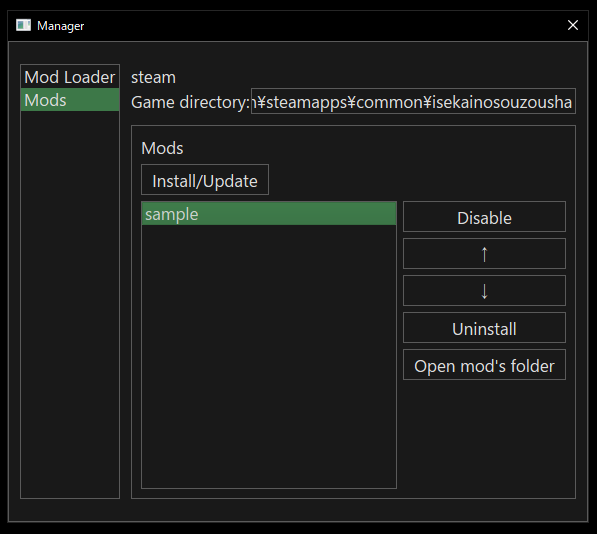 Manager
Mod Loader
Mods
steam
Game directory: n¥steamapps¥common¥isekainosouzousha
Mods
Install/Update
sample
Disable
↑
↓
Uninstall
Open mod's folder